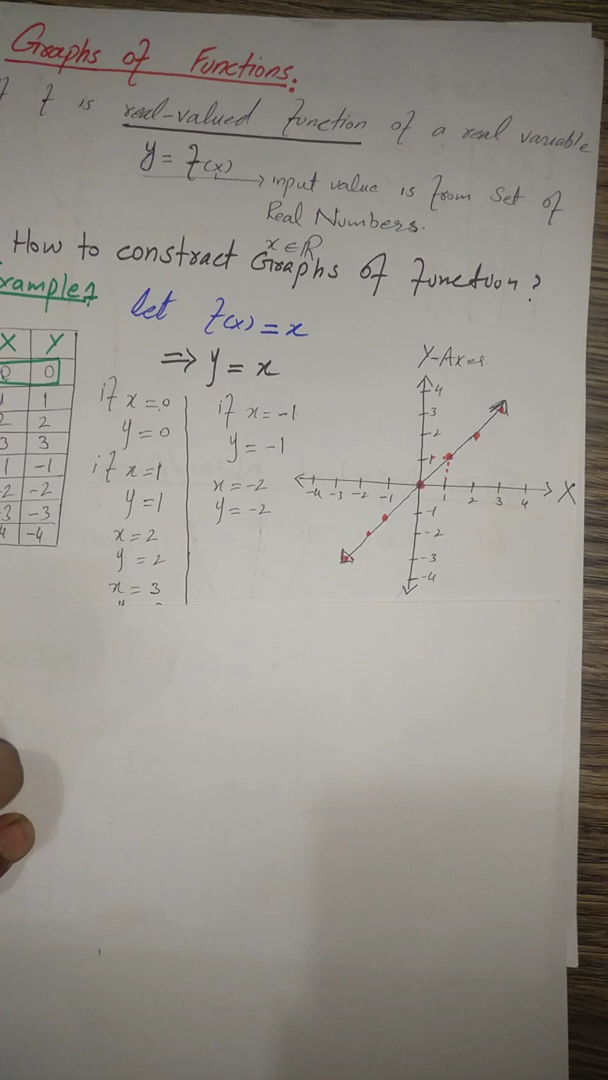 Graphs of Functions:
f is real-valued function of a real variable
y = f(x)
→ input value is from set of
Real Numbers.
x ∈ ℝ
How to construct Graphs of function?
Example
let f(x) = x
⇒ y = x
X Y
0 0
1 1
2 2
3 3
-1 -1
-2 -2
-3 -3
-4
if x = 0
y = 0
if x = 1
y = 1
x = 2
y = 2
x = 3
if x = -1
y = -1
x = -2
y = -2
Y-Axes
4
3
2
1
-4 -3 -2 -1 1 2 3 4 X
-1
-2
-3
-4